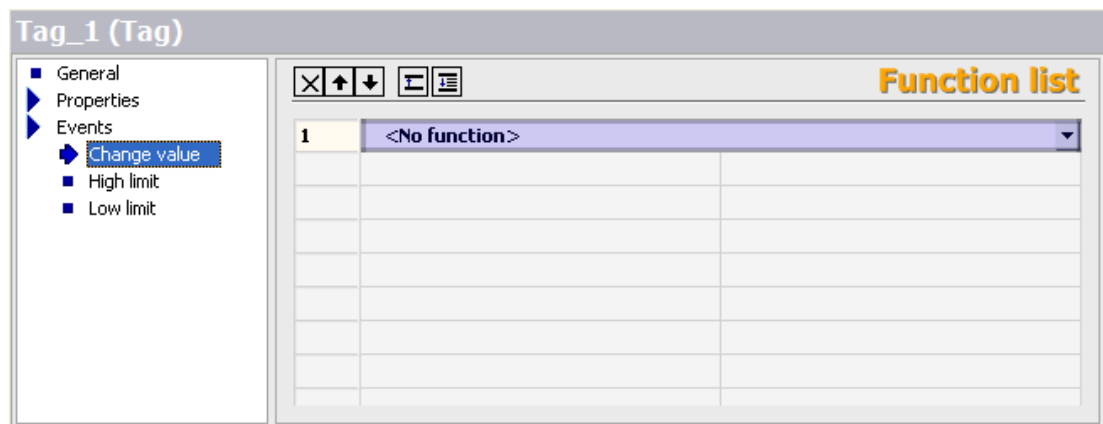 Tag_1 (Tag)
General
Properties
Events
Change value
High limit
Low limit
Function list
1 <No function>